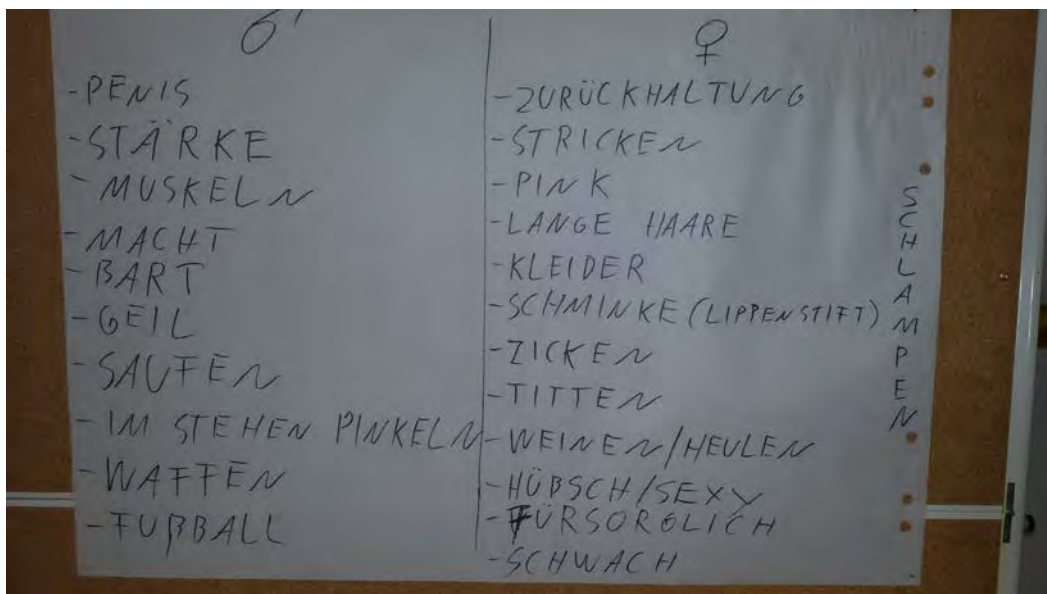 ♂ ♀
-PENIS
-STÄRKE
-MUSKELN
-MACHT
-BART
-GEIL
-SAUFEN
-IM STEHEN PINKELN
-WAFFEN
-FUßBALL
-ZURÜCKHALTUNG
-STRICKEN
-PINK
-LANGE HAARE
-KLEIDER
-SCHMINKE (LIPPENSTIFT)
-ZICKEN
-TITTEN
-WEINEN/HEULEN
-HÜBSCH/SEXY
-FÜRSORGLICH
-SCHWACH
SCHLAMPEN